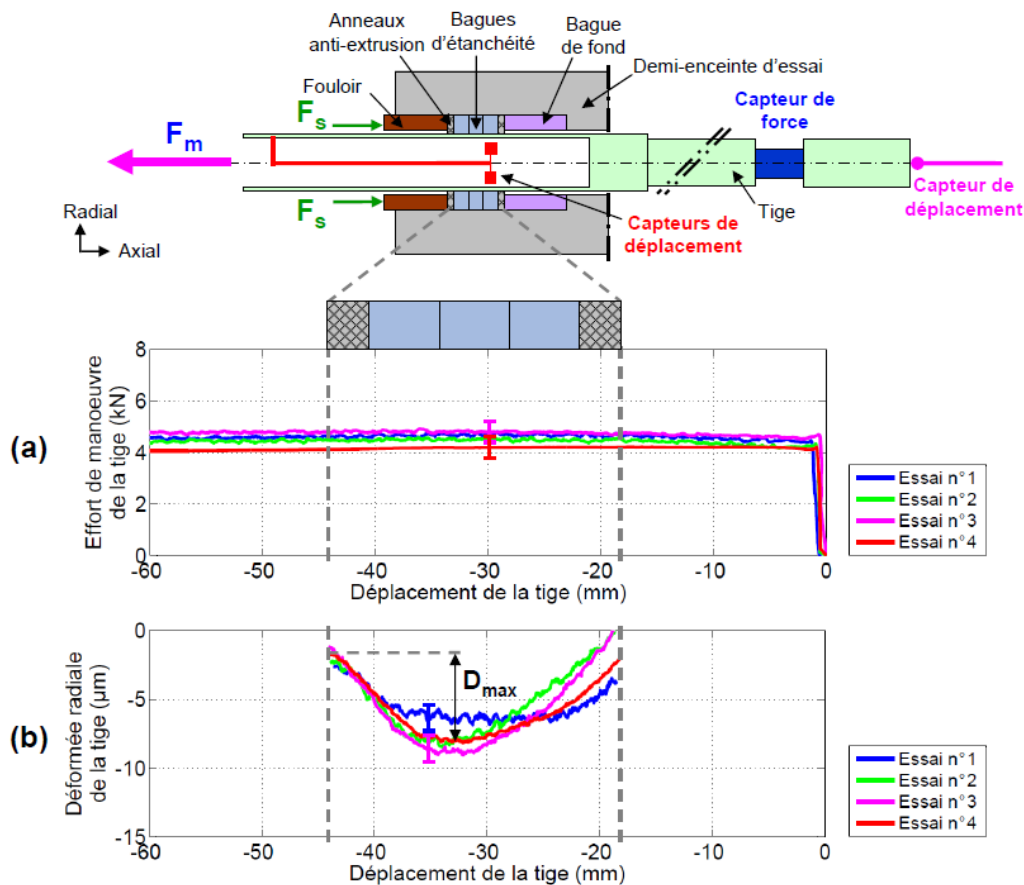 Anneaux
anti-extrusion
Bagues
d'étanchéité
Bague
de fond
Demi-enceinte d'essai
Fouloir
Capteur de
force
Fs
Fm
Fs
Radial
Axial
Capteurs de
déplacement
Tige
Capteur de
déplacement
(a)
Effort de manoeuvre
de la tige (kN)
8
6
4
2
0
-60
-50
-40
-30
-20
-10
0
Déplacement de la tige (mm)
Essai n°1
Essai n°2
Essai n°3
Essai n°4
(b)
Déformée radiale
de la tige (µm)
0
-5
-10
-15
Dmax
-60
-50
-40
-30
-20
-10
0
Déplacement de la tige (mm)
Essai n°1
Essai n°2
Essai n°3
Essai n°4